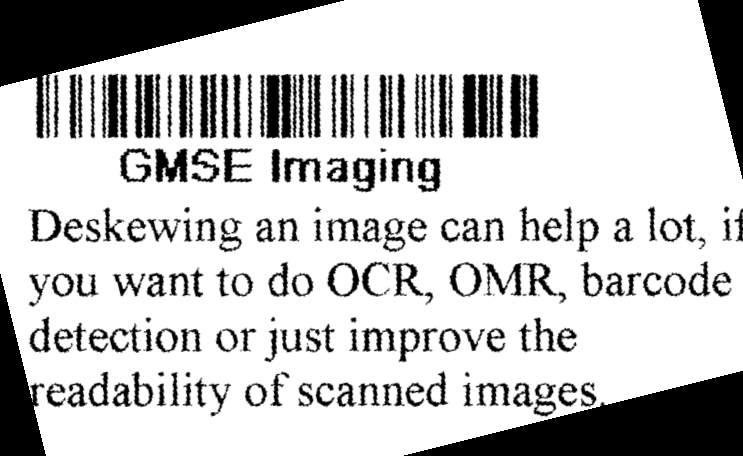 GMSE Imaging
Deskewing an image can help a lot, if
you want to do OCR, OMR, barcode
detection or just improve the
readability of scanned images.